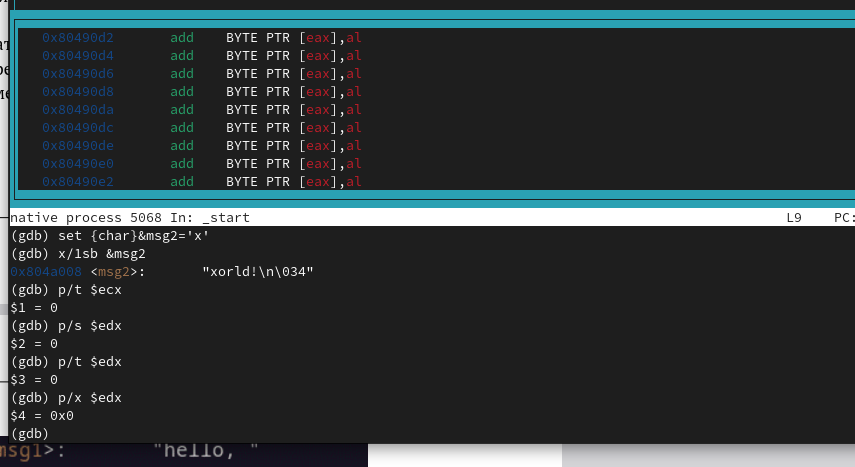 0x80490d2 add BYTE PTR [eax],al
0x80490d4 add BYTE PTR [eax],al
0x80490d6 add BYTE PTR [eax],al
0x80490d8 add BYTE PTR [eax],al
0x80490da add BYTE PTR [eax],al
0x80490dc add BYTE PTR [eax],al
0x80490de add BYTE PTR [eax],al
0x80490e0 add BYTE PTR [eax],al
0x80490e2 add BYTE PTR [eax],al
native process 5068 In: _start L9 PC:
(gdb) set {char}&msg2='x'
(gdb) x/1sb &msg2
0x804a008 <msg2>: "xorld!\n\034"
(gdb) p/t $ecx
$1 = 0
(gdb) p/s $edx
$2 = 0
(gdb) p/t $edx
$3 = 0
(gdb) p/x $edx
$4 = 0x0
(gdb)
msg1>: "hello, "